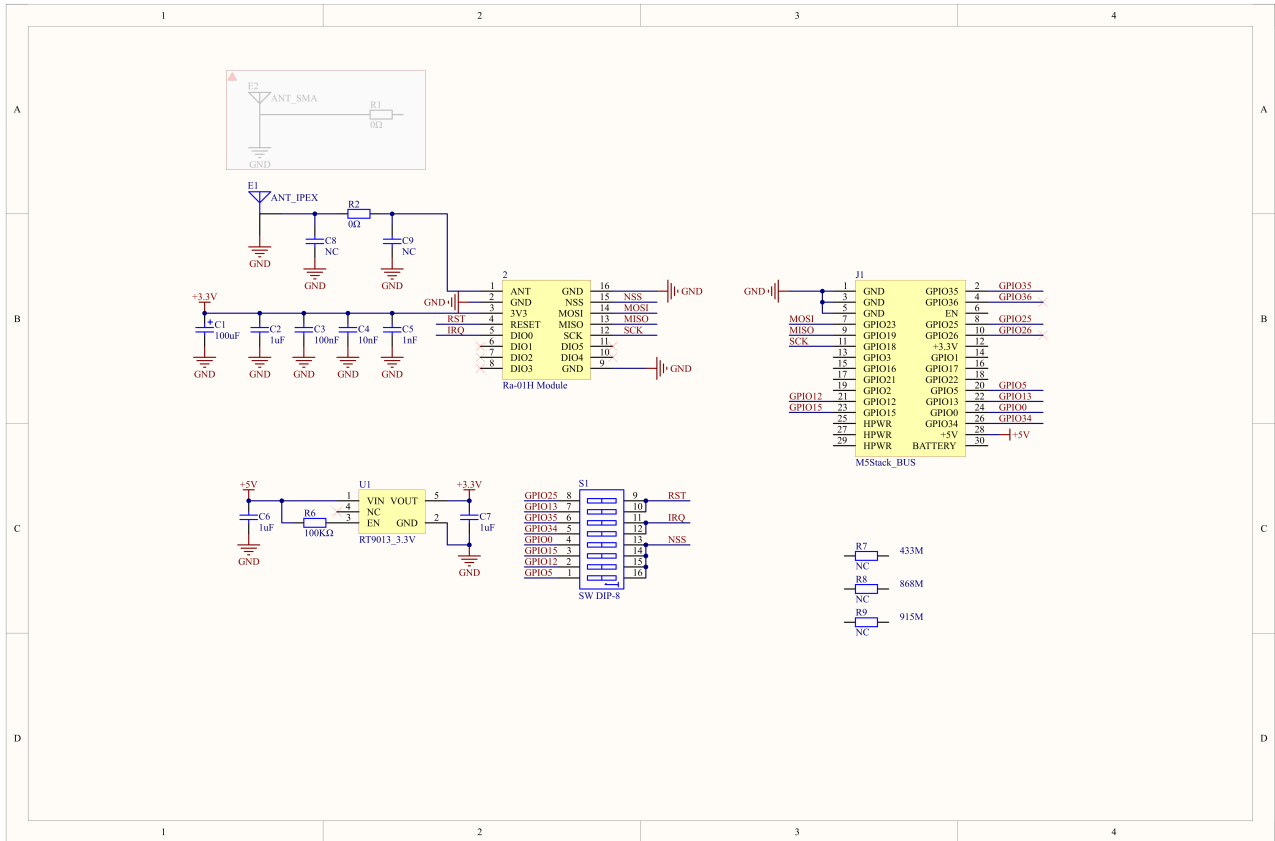 1 2 3 4
A A
E2
ANT_SMA
R1
0Ω
GND
E1
ANT_IPEX
R2
0Ω
C8
NC
C9
NC
GND
GND
GND
B B
+3.3V
C1
100uF
C2
1uF
C3
100nF
C4
10nF
C5
1nF
GND
GND
GND
GND
GND
2
1 ANT GND 16 GND
GND 2 GND NSS 15 NSS
3 3V3 MOSI 14 MOSI
RST 4 RESET MISO 13 MISO
IRQ 5 DIO0 SCK 12 SCK
6 DIO1 DIO5 11
7 DIO2 DIO4 10
8 DIO3 GND 9 GND
Ra-01H Module
J1
GND 1 GND GPIO35 2 GPIO35
3 GND GPIO36 4 GPIO36
5 GND EN 6
MOSI 7 GPIO23 GPIO25 8 GPIO25
MISO 9 GPIO19 GPIO26 10 GPIO26
SCK 11 GPIO18 +3.3V 12
13 GPIO3 GPIO1 14
15 GPIO16 GPIO17 16
17 GPIO21 GPIO22 18
19 GPIO2 GPIO5 20 GPIO5
GPIO12 21 GPIO12 GPIO13 22 GPIO13
GPIO15 23 GPIO15 GPIO0 24 GPIO0
25 HPWR GPIO34 26 GPIO34
27 HPWR +5V 28 +5V
29 HPWR BATTERY 30
M5Stack_BUS
C C
+5V
C6
1uF
GND
R6
100KΩ
U1
1 VIN VOUT 5
4 NC
3 EN GND 2
RT9013_3.3V
+3.3V
C7
1uF
GND
S1
GPIO25 8 9 RST
GPIO13 7 10
GPIO35 6 11 IRQ
GPIO34 5 12
GPIO0 4 13 NSS
GPIO15 3 14
GPIO12 2 15
GPIO5 1 16
SW DIP-8
R7 433M
NC
R8 868M
NC
R9 915M
NC
D D
1 2 3 4